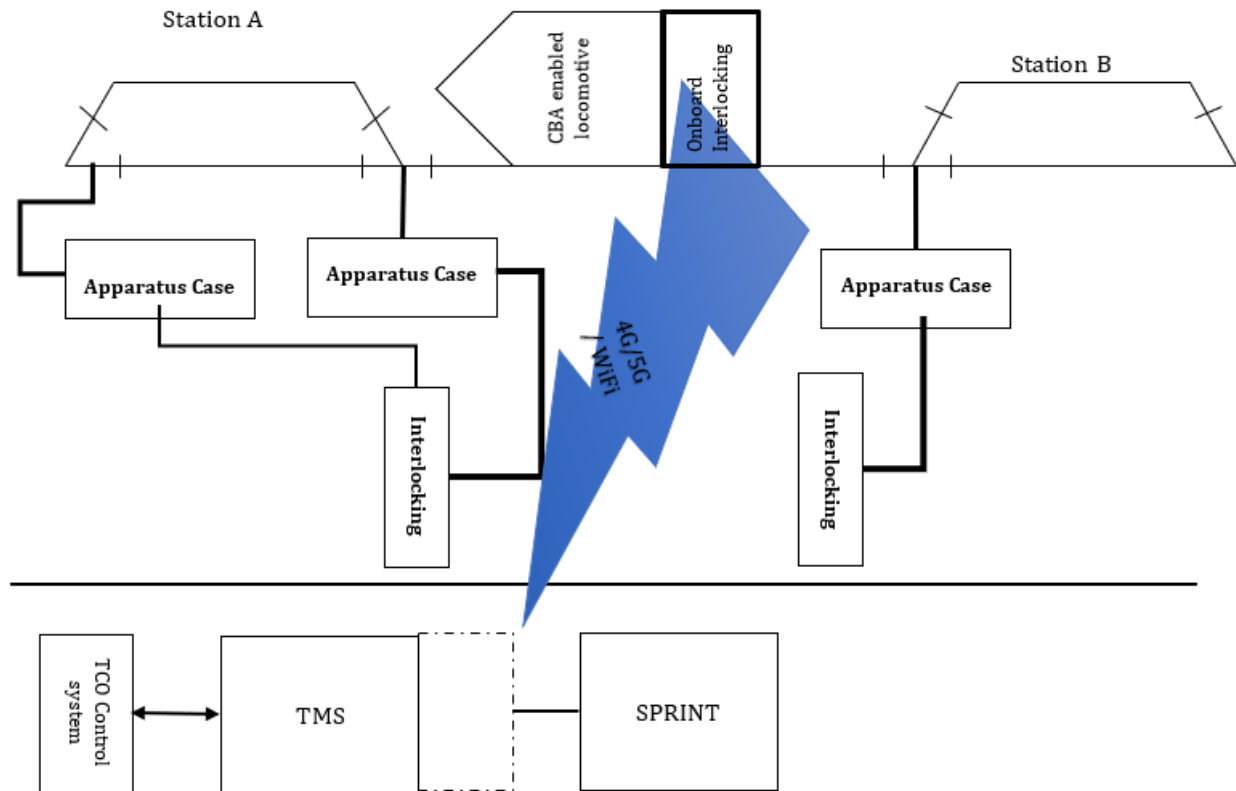 Station A
CBA enabled
locomotive
Onboard
Interlocking
Station B
Apparatus Case
Apparatus Case
Apparatus Case
4G/5G
/
WiFi
Interlocking
Interlocking
TCO Control
system
TMS
SPRINT